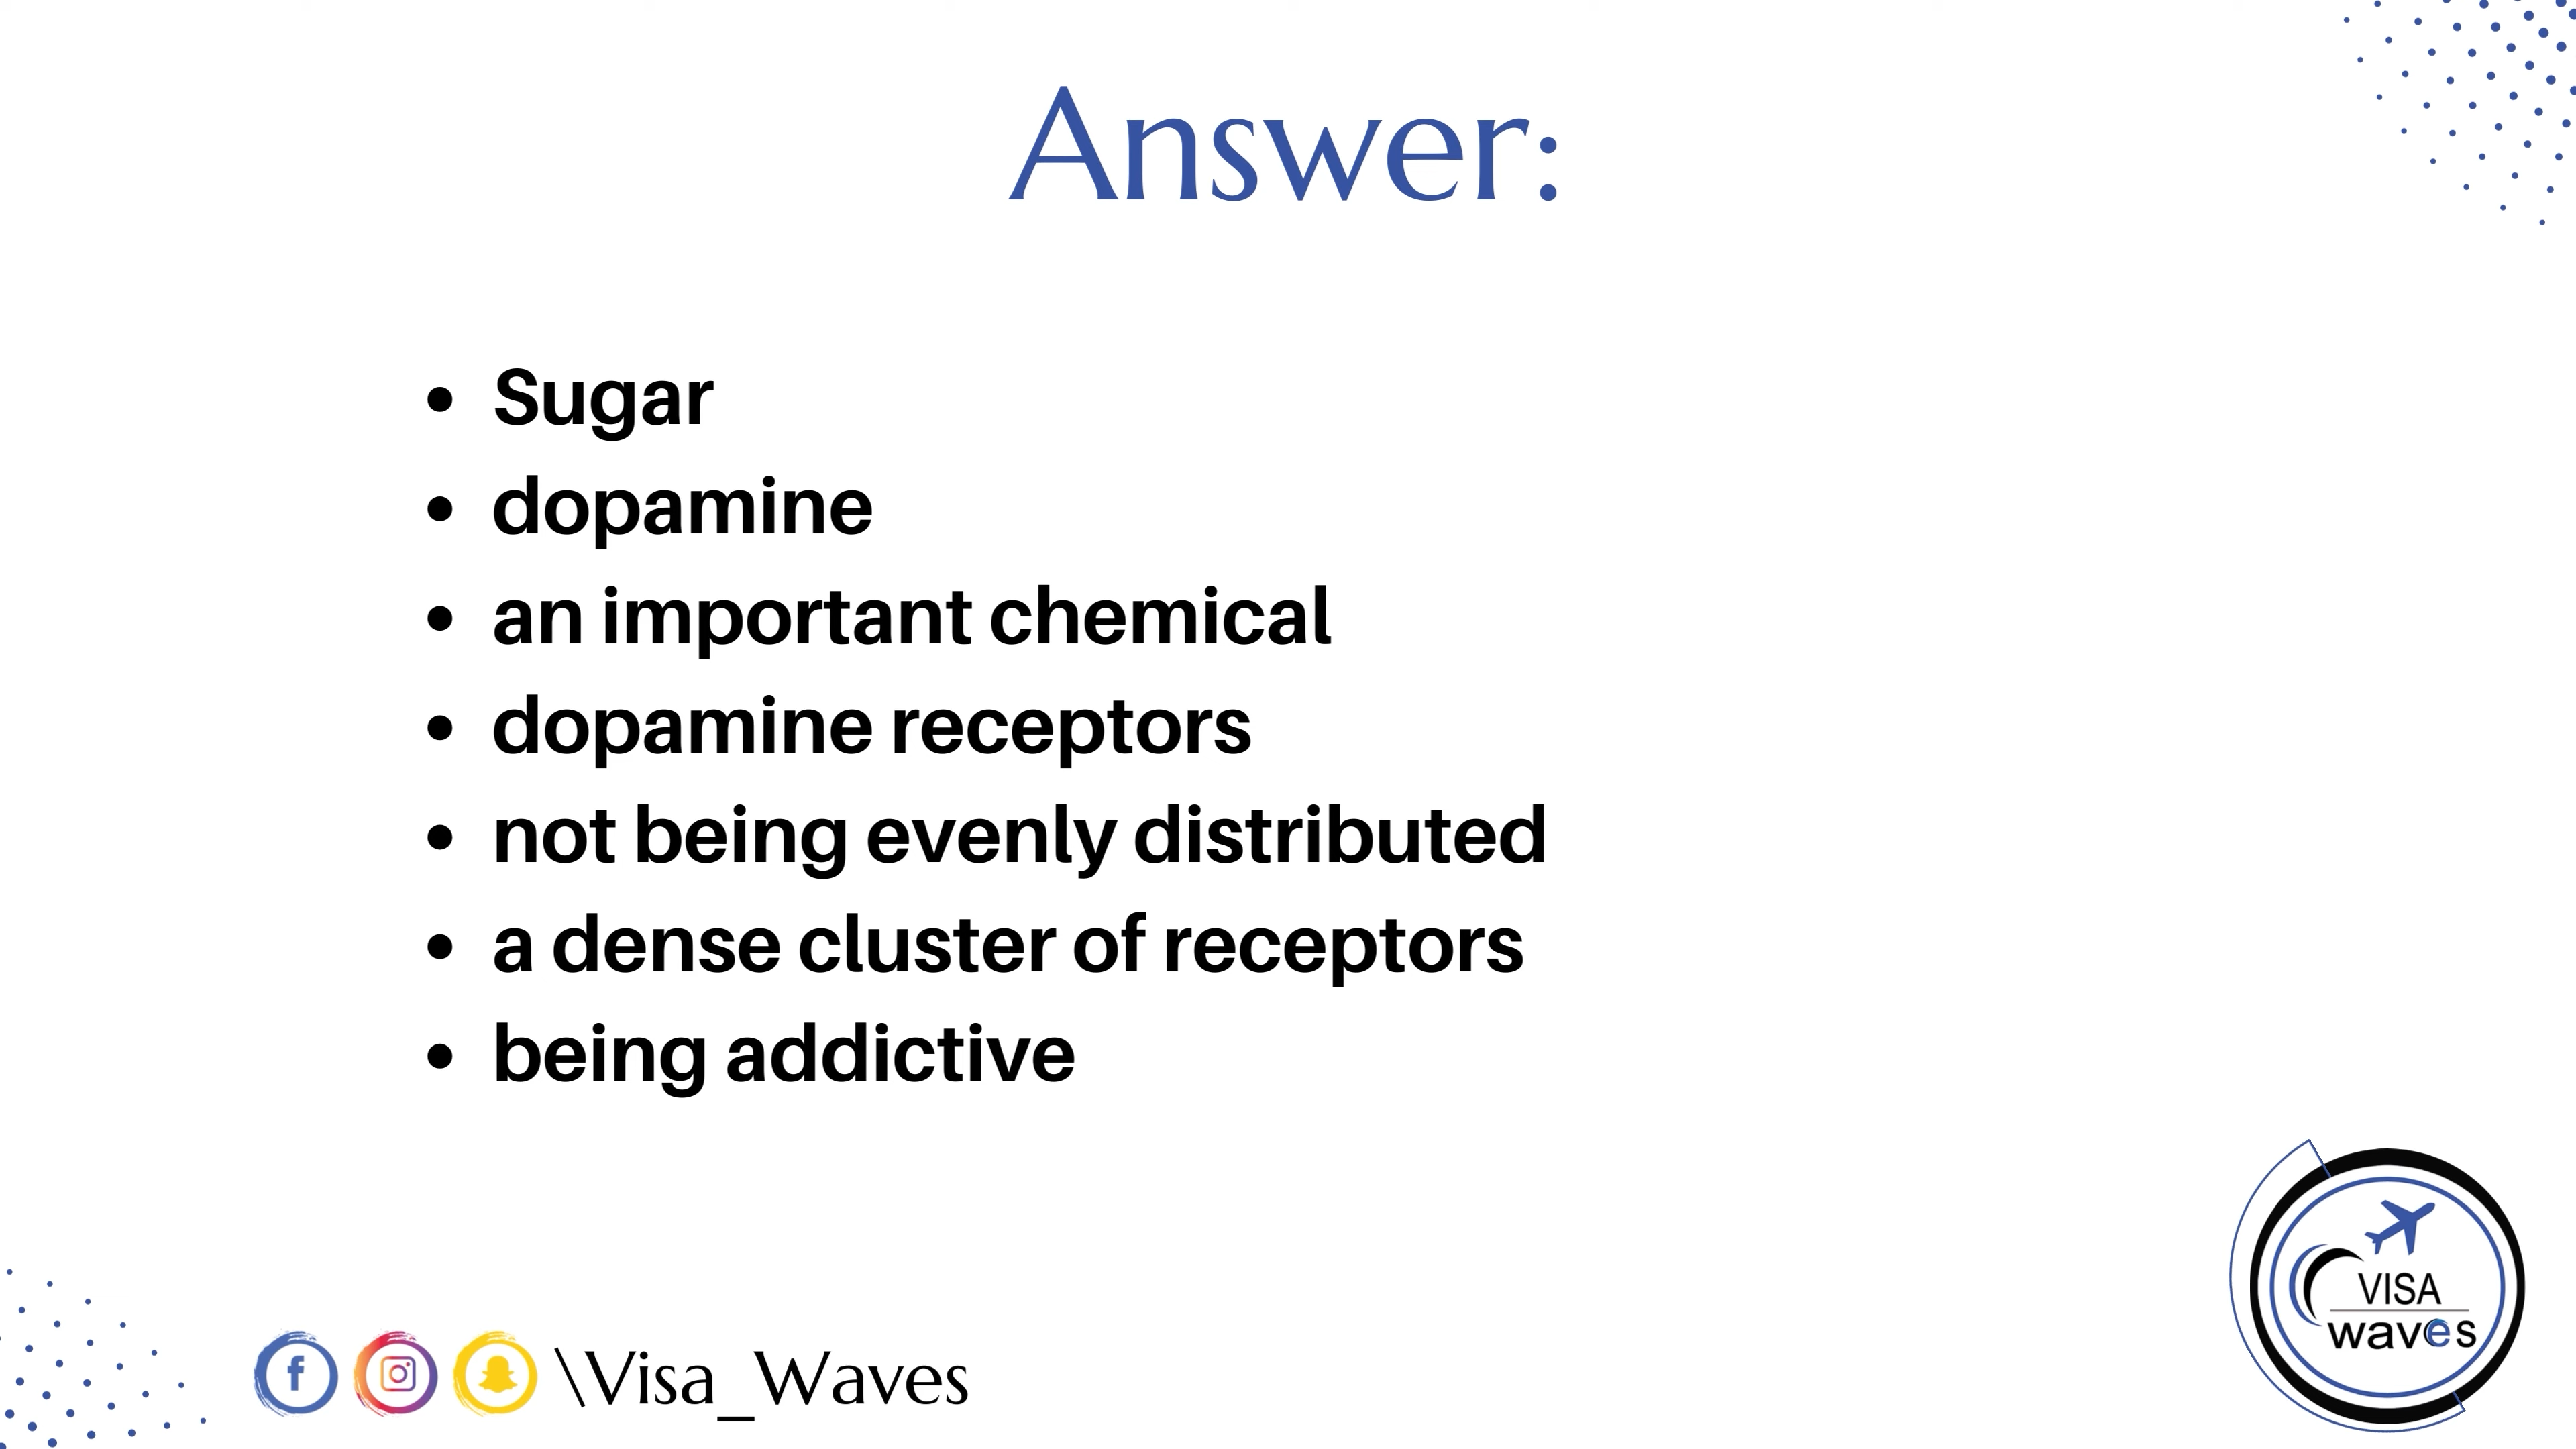 Answer:
• Sugar
• dopamine
• an important chemical
• dopamine receptors
• not being evenly distributed
• a dense cluster of receptors
• being addictive
\Visa_Waves
VISA
waves